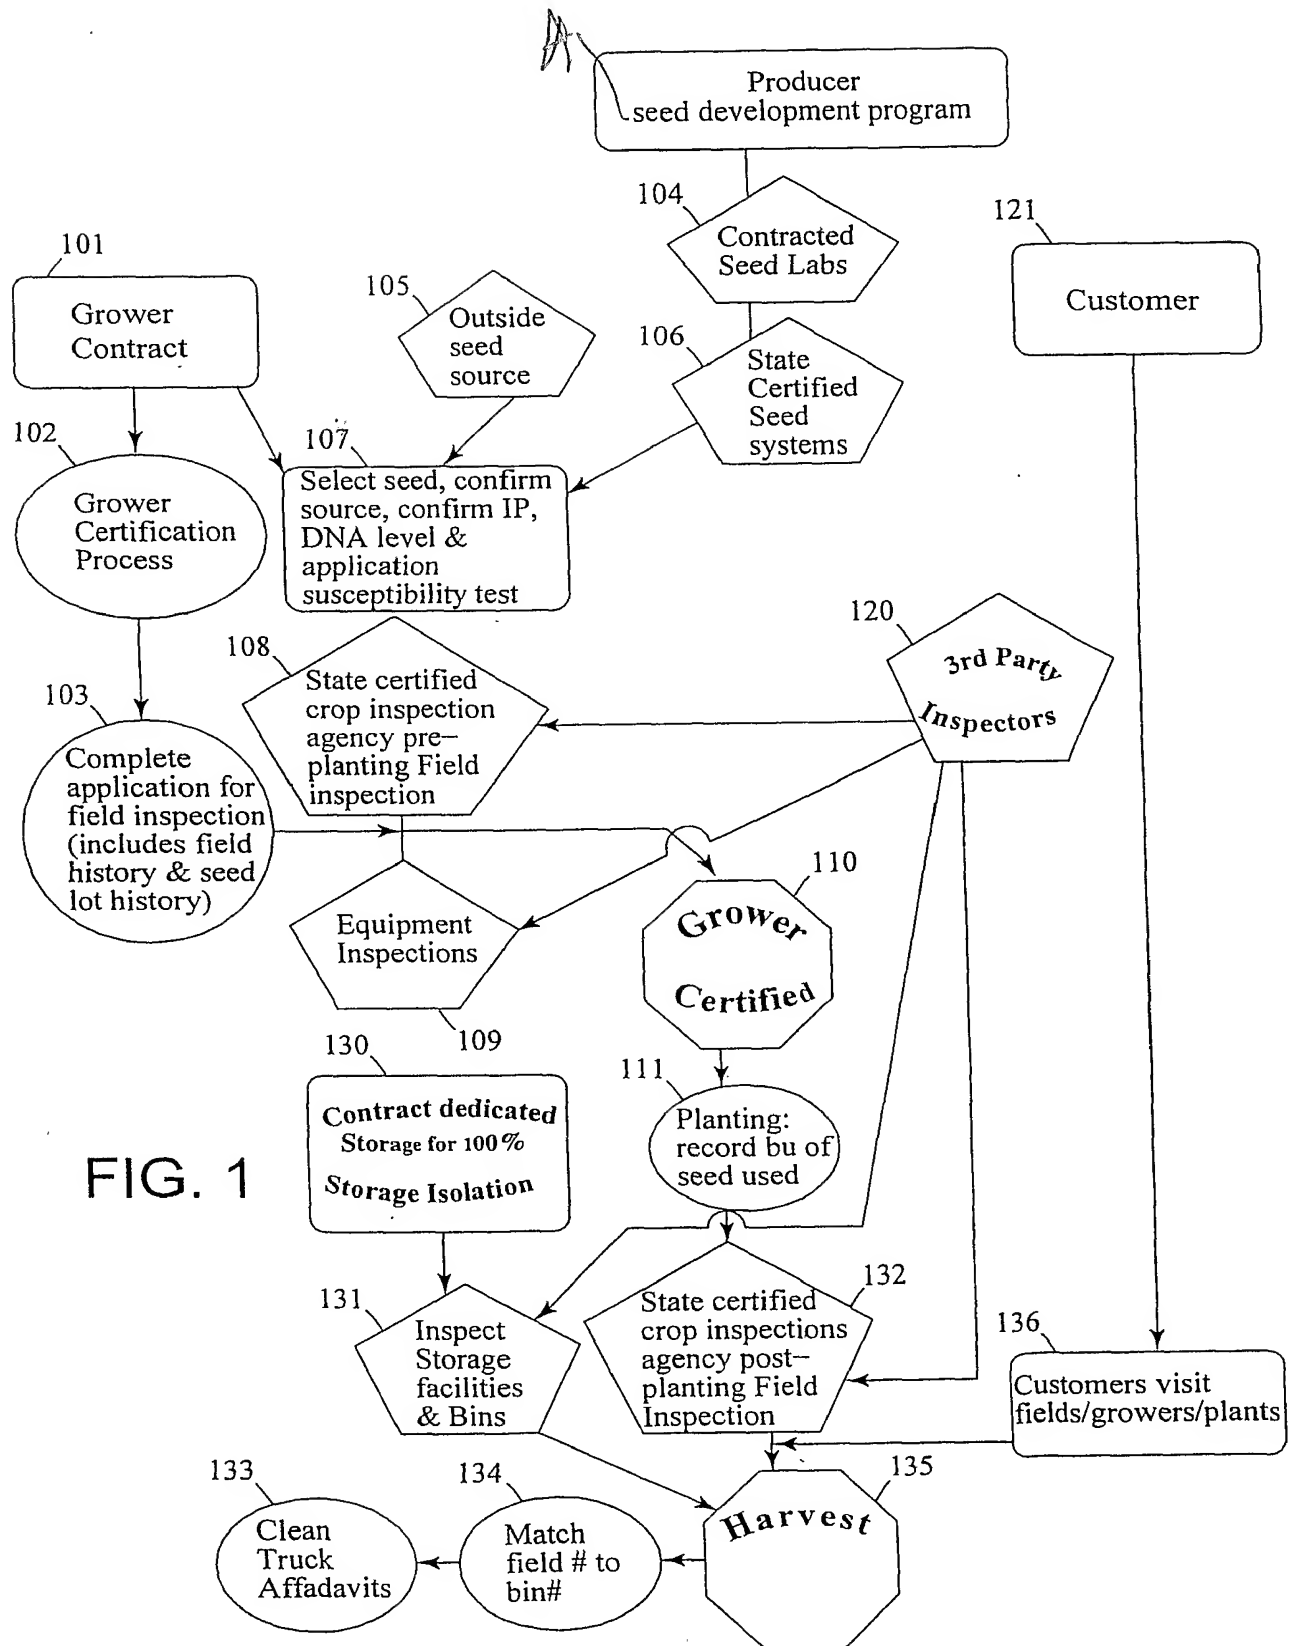 Producer
seed development program
104
Contracted
Seed Labs
121
Customer
101
Grower
Contract
105
Outside
seed
source
106
State
Certified
Seed
systems
102
Grower
Certification
Process
107
Select seed, confirm
source, confirm IP,
DNA level &
application
susceptibility test
120
3rd Party
Inspectors
108
State certified
crop inspection
agency pre-
planting Field
inspection
103
Complete
application for
field inspection
(includes field
history & seed
lot history)
110
Grower
Certified
Equipment
Inspections
109
130
Contract dedicated
Storage for 100%
Storage Isolation
111
Planting:
record bu of
seed used
FIG. 1
131
Inspect
Storage
facilities
& Bins
132
State certified
crop inspections
agency post-
planting Field
Inspection
136
Customers visit
fields/growers/plants
133
Clean
Truck
Affadavits
134
Match
field # to
bin#
135
Harvest